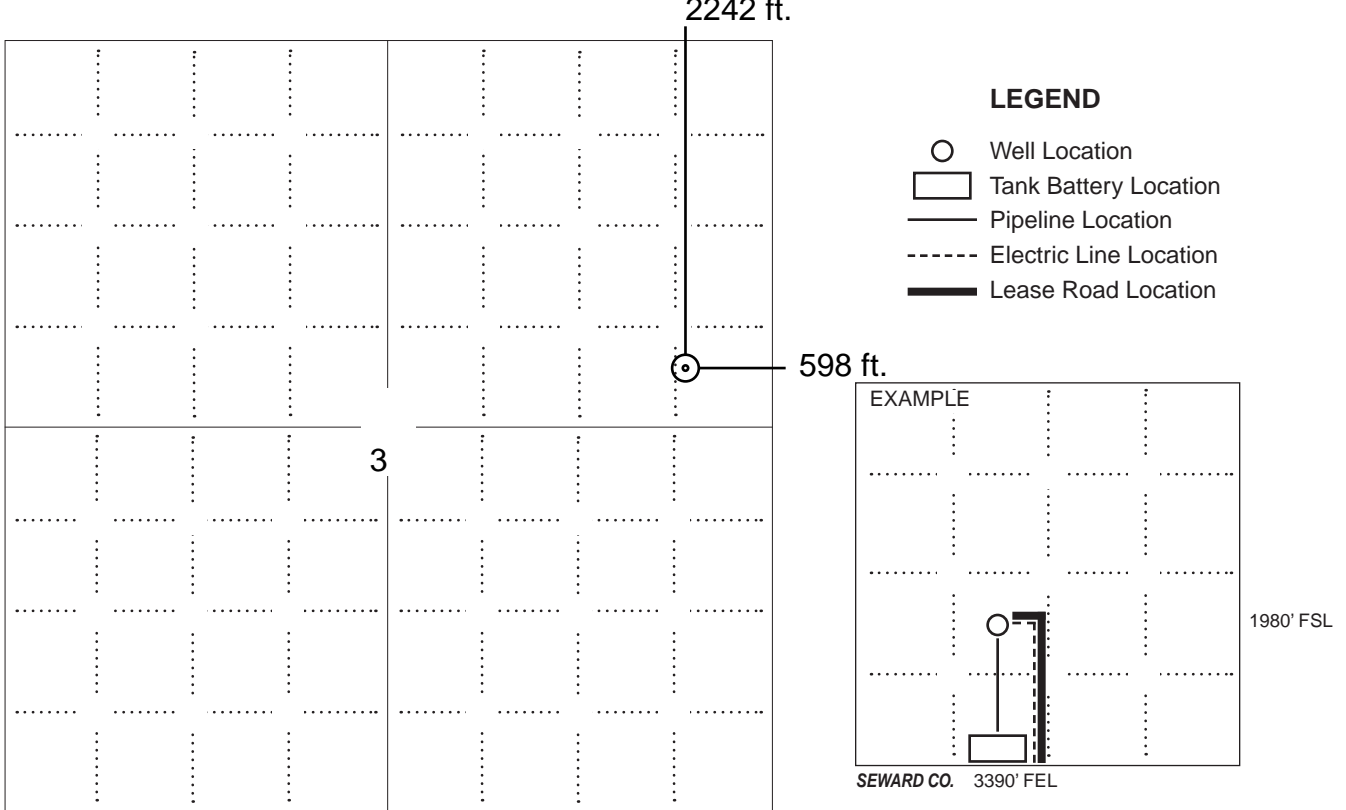 2242 ft.
LEGEND
Well Location
Tank Battery Location
Pipeline Location
Electric Line Location
Lease Road Location
598 ft.
EXAMPLE
3
1980' FSL
SEWARD CO. 3390' FEL